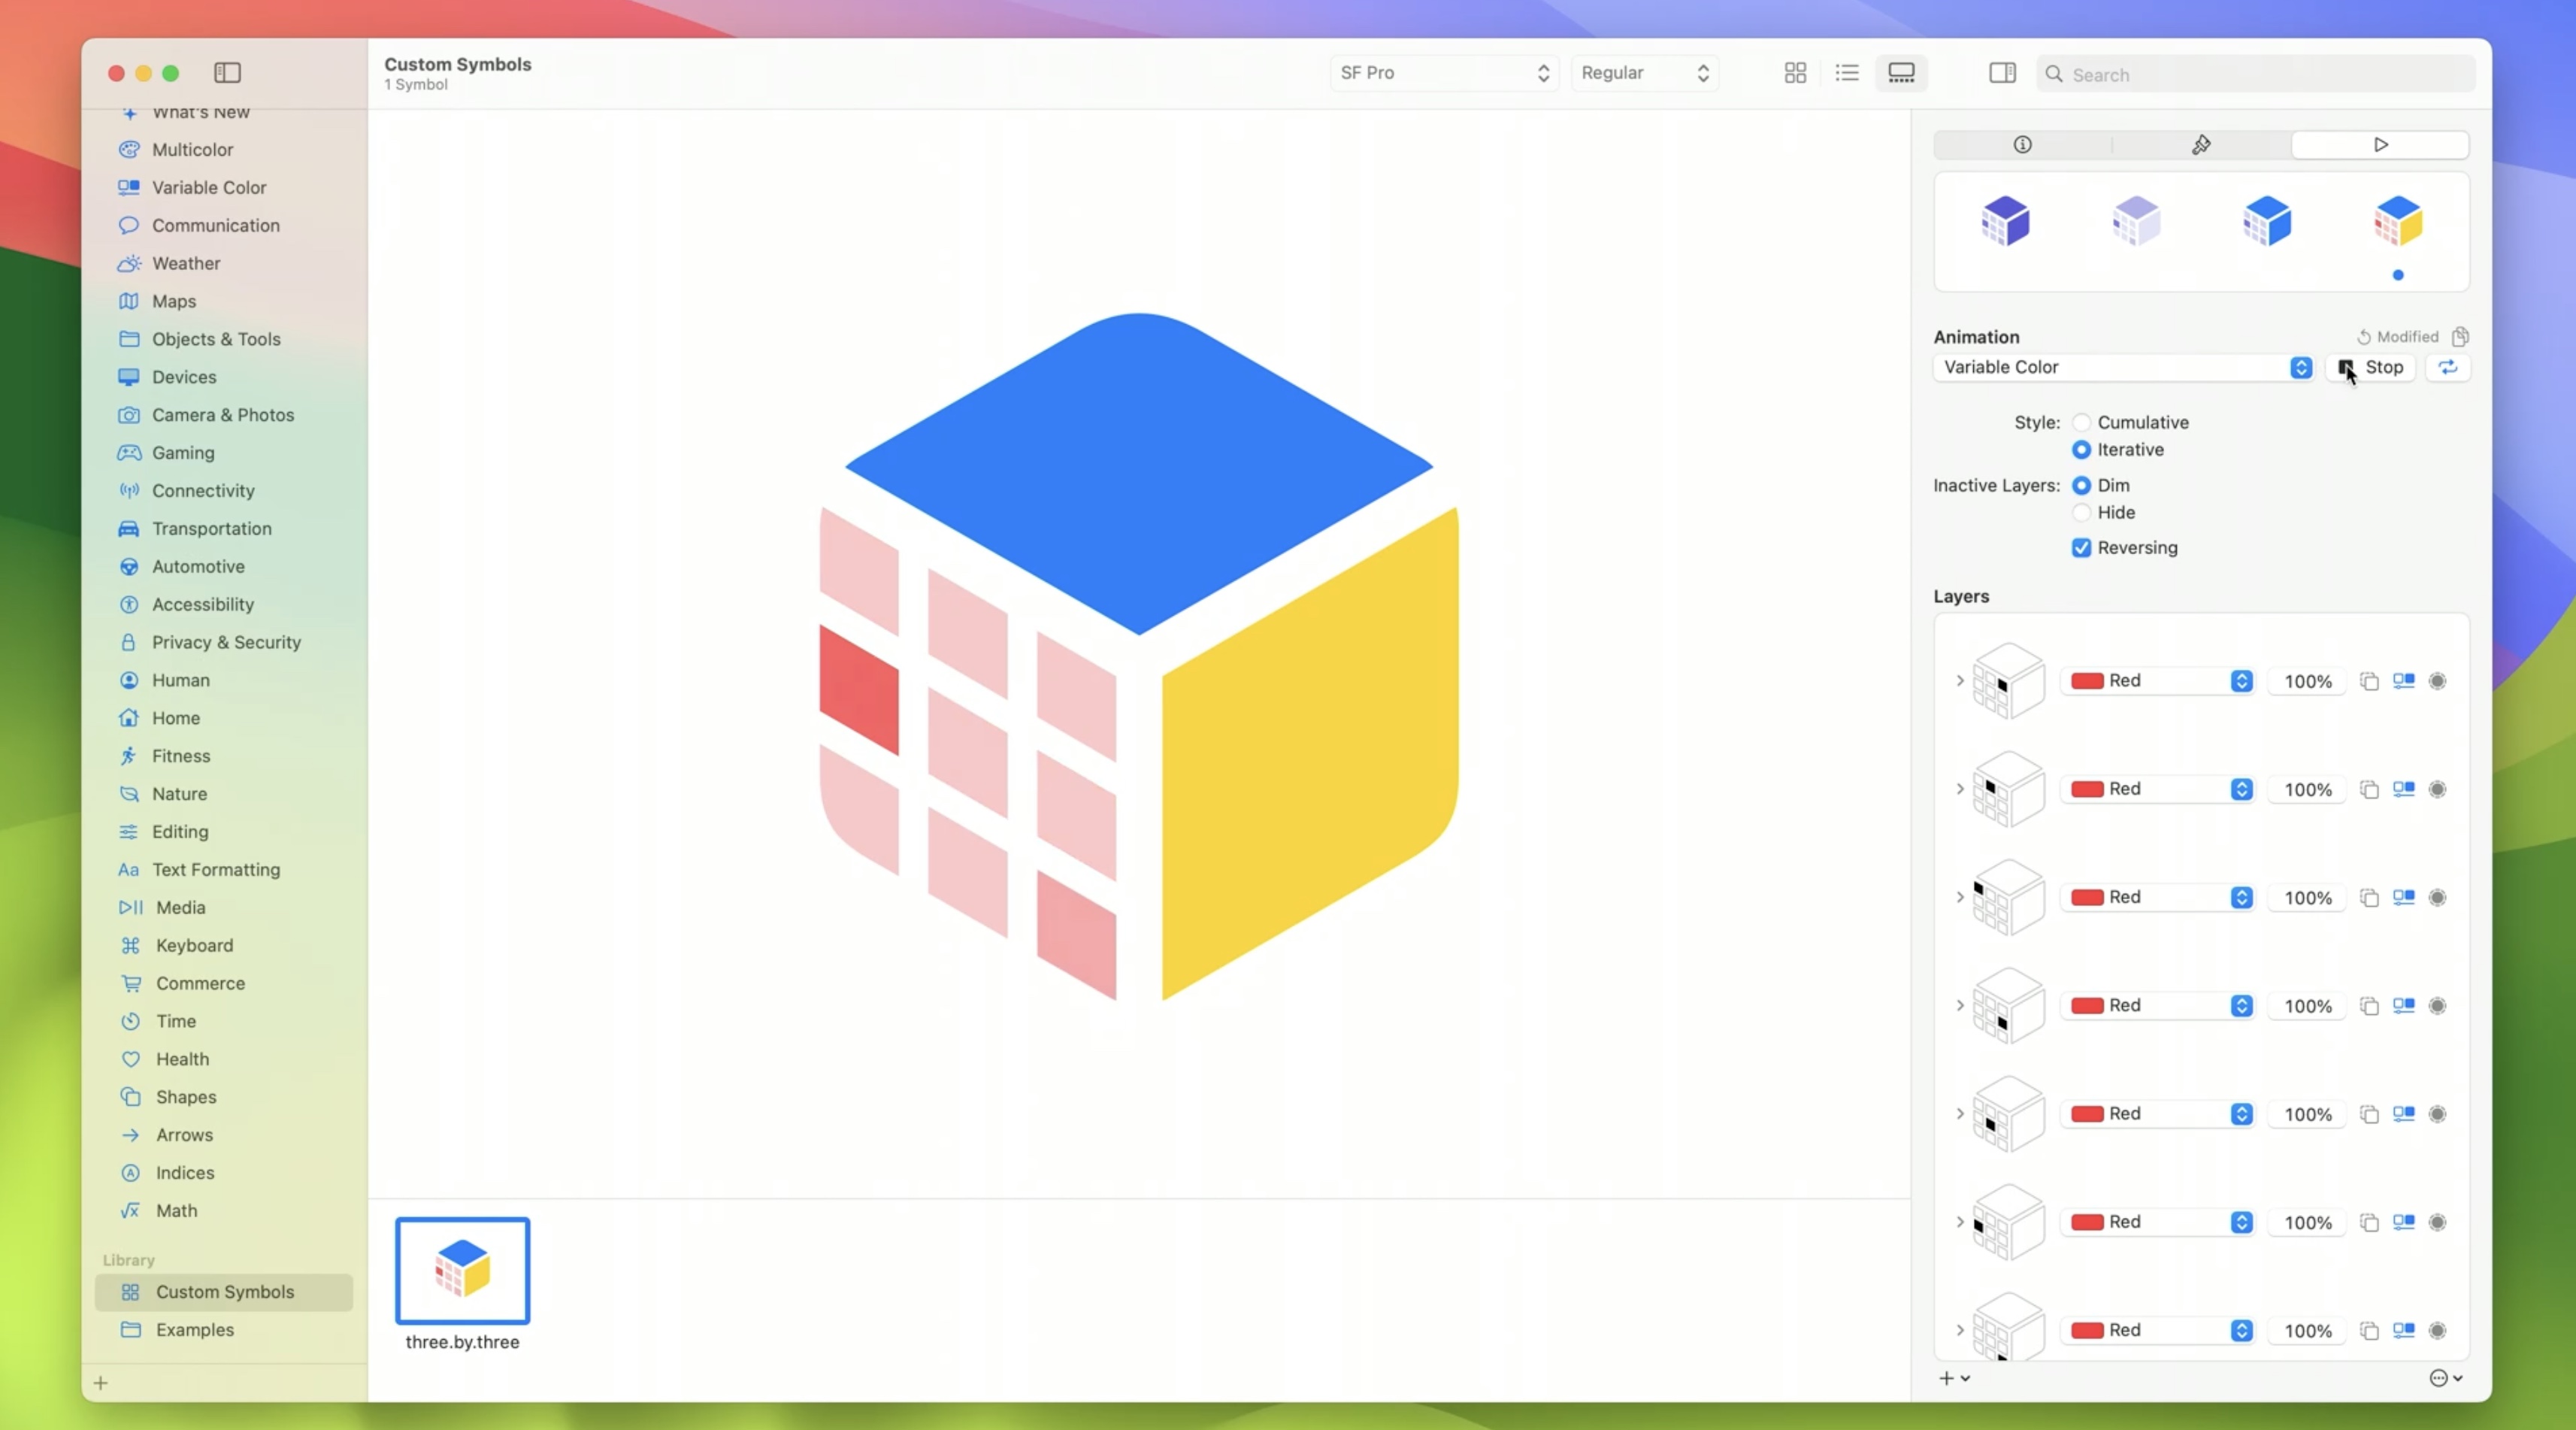 Custom Symbols
1 Symbol
SF Pro
Regular
Search
What's New
Multicolor
Variable Color
Communication
Weather
Maps
Objects & Tools
Devices
Camera & Photos
Gaming
Connectivity
Transportation
Automotive
Accessibility
Privacy & Security
Human
Home
Fitness
Nature
Editing
Aa Text Formatting
Media
Keyboard
Commerce
Time
Health
Shapes
Arrows
A Indices
√x Math
Library
Custom Symbols
Examples
three.by.three
Animation
Modified
Variable Color
Stop
Style: Cumulative
Iterative
Inactive Layers: Dim
Hide
Reversing
Layers
Red 100%
Red 100%
Red 100%
Red 100%
Red 100%
Red 100%
Red 100%